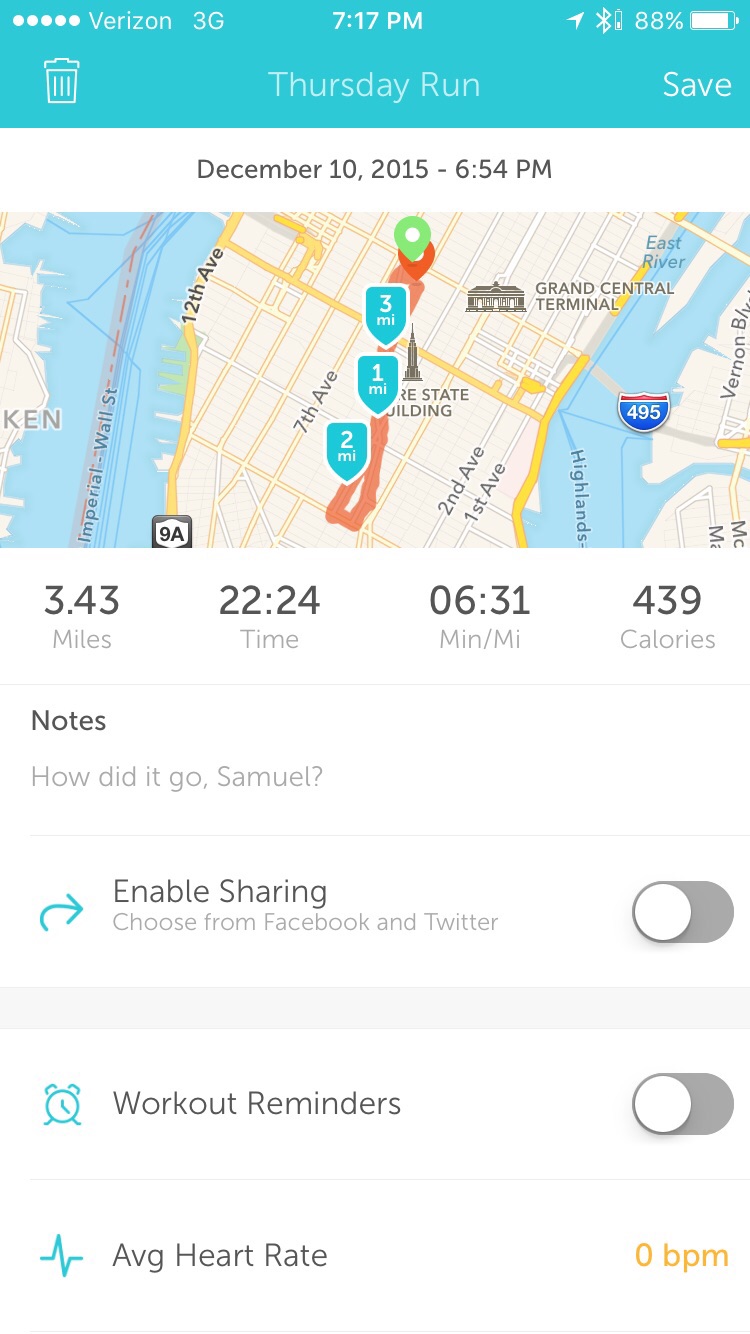 Verizon 3G 7:17 PM 88%
Thursday Run Save
December 10, 2015 - 6:54 PM
East
River
12th Ave
GRAND CENTRAL
TERMINAL
3
mi
Vernon Blv
1
mi
RE STATE
UILDING
7th Ave
495
KEN
2
mi
2nd Ave
1st Ave
Imperial - Wall St
Highlands-
9A
Ma
Mc
3.43 22:24 06:31 439
Miles Time Min/Mi Calories
Notes
How did it go, Samuel?
Enable Sharing
Choose from Facebook and Twitter
Workout Reminders
Avg Heart Rate 0 bpm